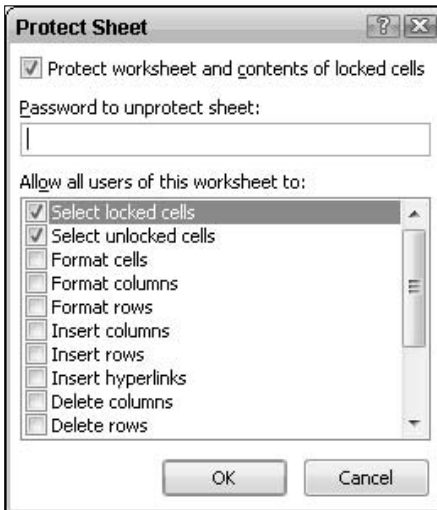 Protect Sheet
Protect worksheet and contents of locked cells
Password to unprotect sheet:
Allow all users of this worksheet to:
Select locked cells
Select unlocked cells
Format cells
Format columns
Format rows
Insert columns
Insert rows
Insert hyperlinks
Delete columns
Delete rows
OK Cancel